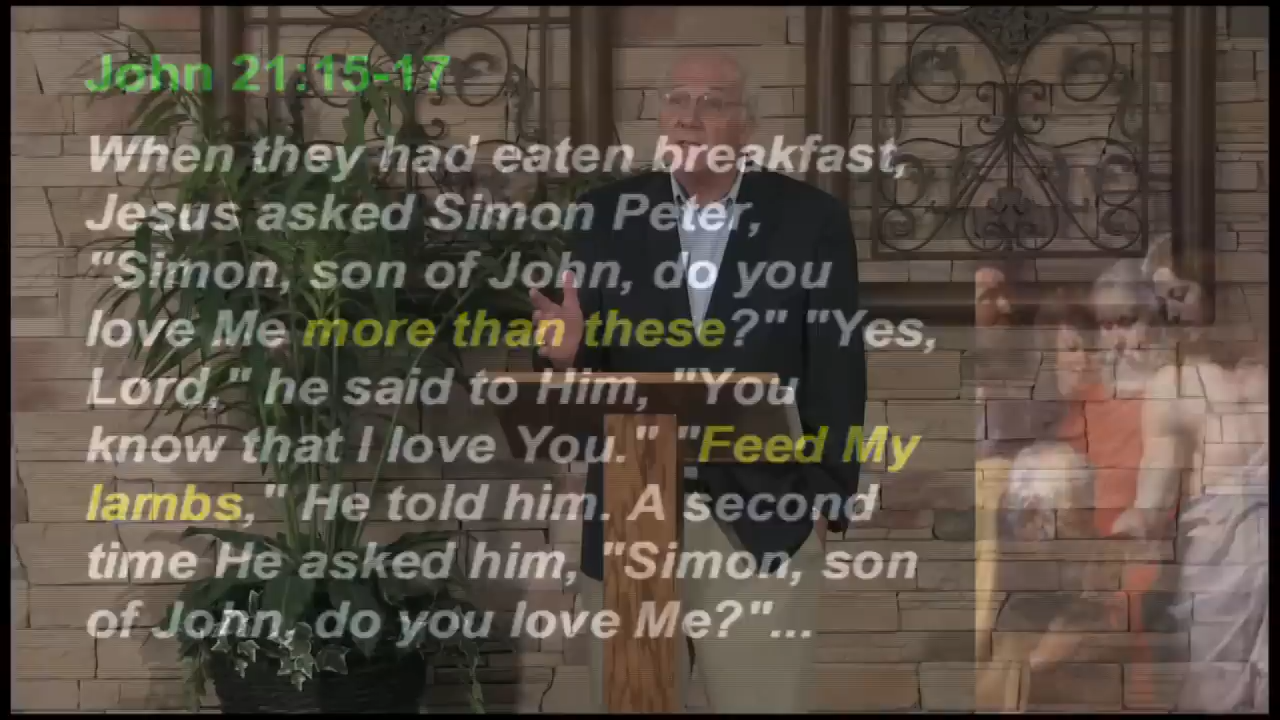 John 21:15-17
When they had eaten breakfast,
Jesus asked Simon Peter,
"Simon, son of John, do you
love Me more than these?" "Yes,
Lord," he said to Him, "You
know that I love You." "Feed My
lambs," He told him. A second
time He asked him, "Simon, son
of John, do you love Me?"...